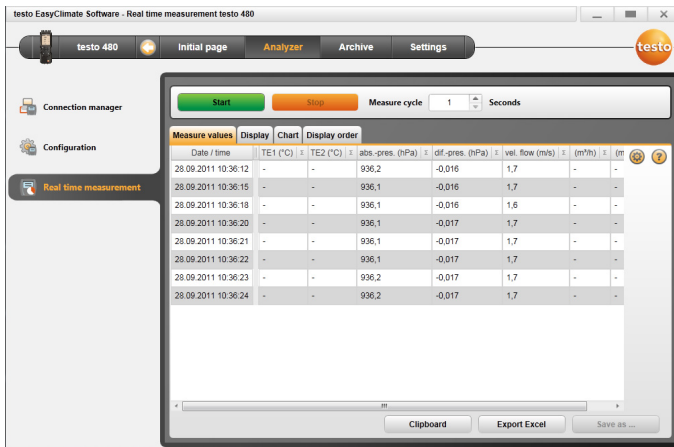 testo EasyClimate Software - Real time measurement testo 480
testo 480 Initial page Analyzer Archive Settings testo
Connection manager
Configuration
Real time measurement
Start Stop Measure cycle 1 Seconds
Measure values Display Chart Display order
Date / time TE1 (°C) Σ TE2 (°C) Σ abs.-pres. (hPa) Σ dif.-pres. (hPa) Σ vel. flow (m/s) Σ (m³/h) Σ (m
28.09.2011 10:36:12 - - 936,2 -0,016 1,7 - -
28.09.2011 10:36:15 - - 936,1 -0,016 1,7 - -
28.09.2011 10:36:18 - - 936,1 -0,016 1,6 - -
28.09.2011 10:36:20 - - 936,1 -0,017 1,7 - -
28.09.2011 10:36:21 - - 936,1 -0,017 1,7 - -
28.09.2011 10:36:22 - - 936,1 -0,017 1,7 - -
28.09.2011 10:36:23 - - 936,2 -0,017 1,7 - -
28.09.2011 10:36:24 - - 936,2 -0,017 1,7 - -
Clipboard Export Excel Save as ...